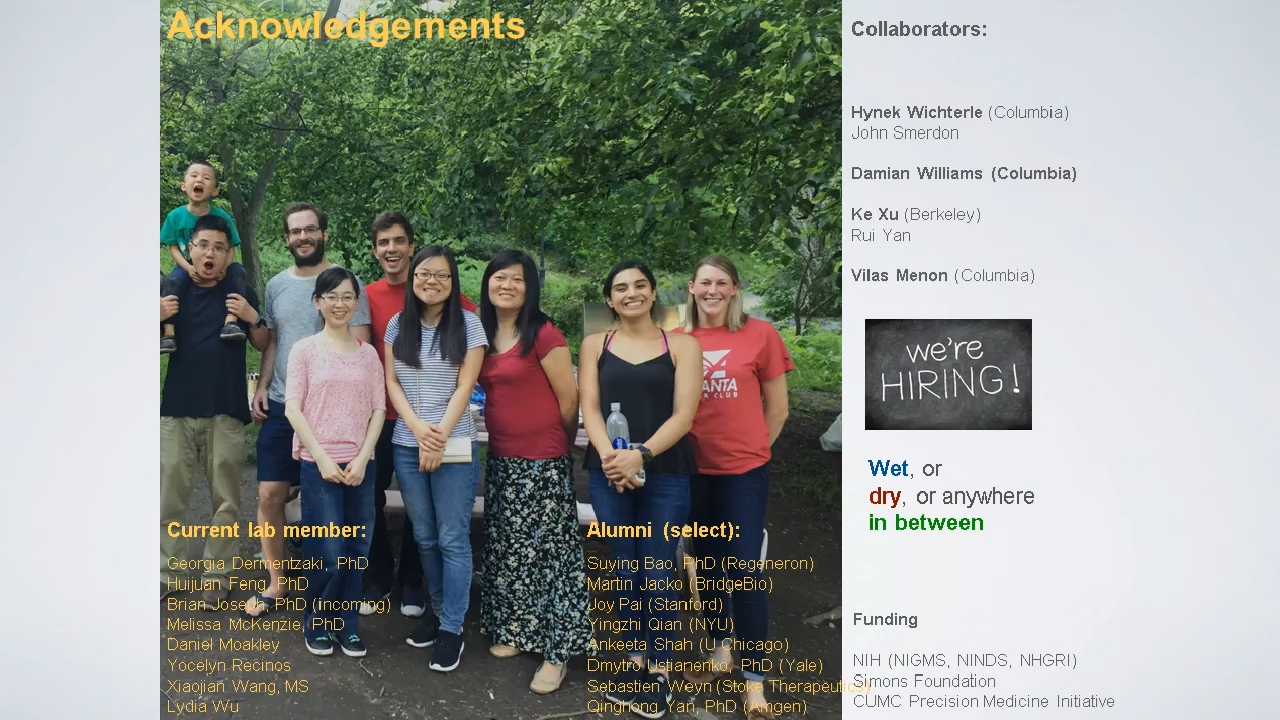 Acknowledgements
Current lab member:
Georgia Dermentzaki, PhD
Huijuan Feng, PhD
Brian Joseph, PhD (incoming)
Melissa McKenzie, PhD
Daniel Moakley
Yocelyn Recinos
Xiaojian Wang, MS
Lydia Wu
Alumni (select):
Suying Bao, PhD (Regeneron)
Martin Jacko (BridgeBio)
Joy Pai (Stanford)
Yingzhi Qian (NYU)
Ankeeta Shah (U Chicago)
Dmytro Ustianenko, PhD (Yale)
Sebastien Weyn (Stoke Therapeutics)
Qinghong Yan, PhD (Amgen)
ANTA
CLUB
Collaborators:
Hynek Wichterle (Columbia)
John Smerdon
Damian Williams (Columbia)
Ke Xu (Berkeley)
Rui Yan
Vilas Menon (Columbia)
we're
HIRING!
Wet, or
dry, or anywhere
in between
Funding
NIH (NIGMS, NINDS, NHGRI)
Simons Foundation
CUMC Precision Medicine Initiative